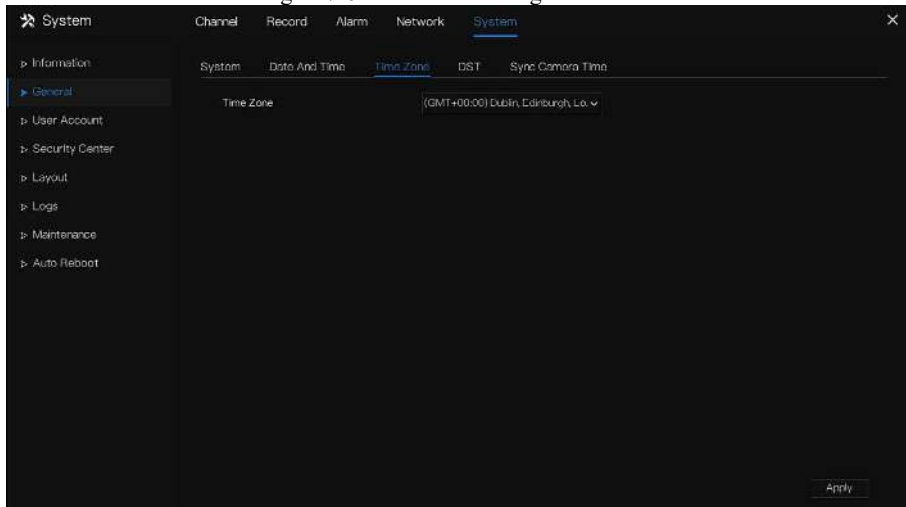 System
Channel Record Alarm Network System
Information
General
User Account
Security Center
Layout
Logs
Maintenance
Auto Reboot
System Date And Time Time Zone DST Sync Camera Time
Time Zone (GMT+00:00) Dublin, Edinburgh, Lo.
Apply